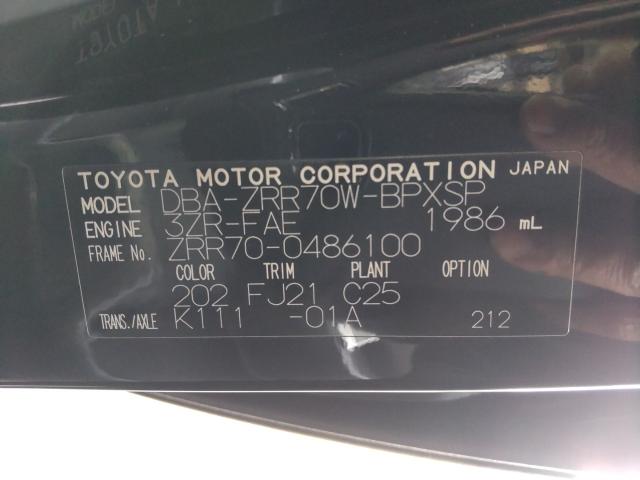 TOYOTA MOTOR CORPORATION JAPAN
MODEL DBA-ZRR70W-BPXSP
ENGINE 3ZR-FAE 1986 mL
FRAME No. ZRR70-0486100
COLOR TRIM PLANT OPTION
202 FJ21 C25
TRANS./AXLE K111 -01A 212